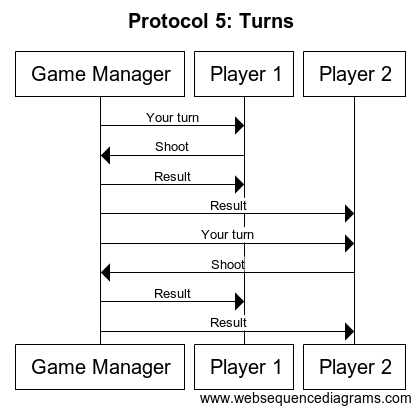 Protocol 5: Turns
Game Manager Player 1 Player 2
Your turn
Shoot
Result
Result
Your turn
Shoot
Result
Result
Game Manager Player 1 Player 2
www.websequencediagrams.com